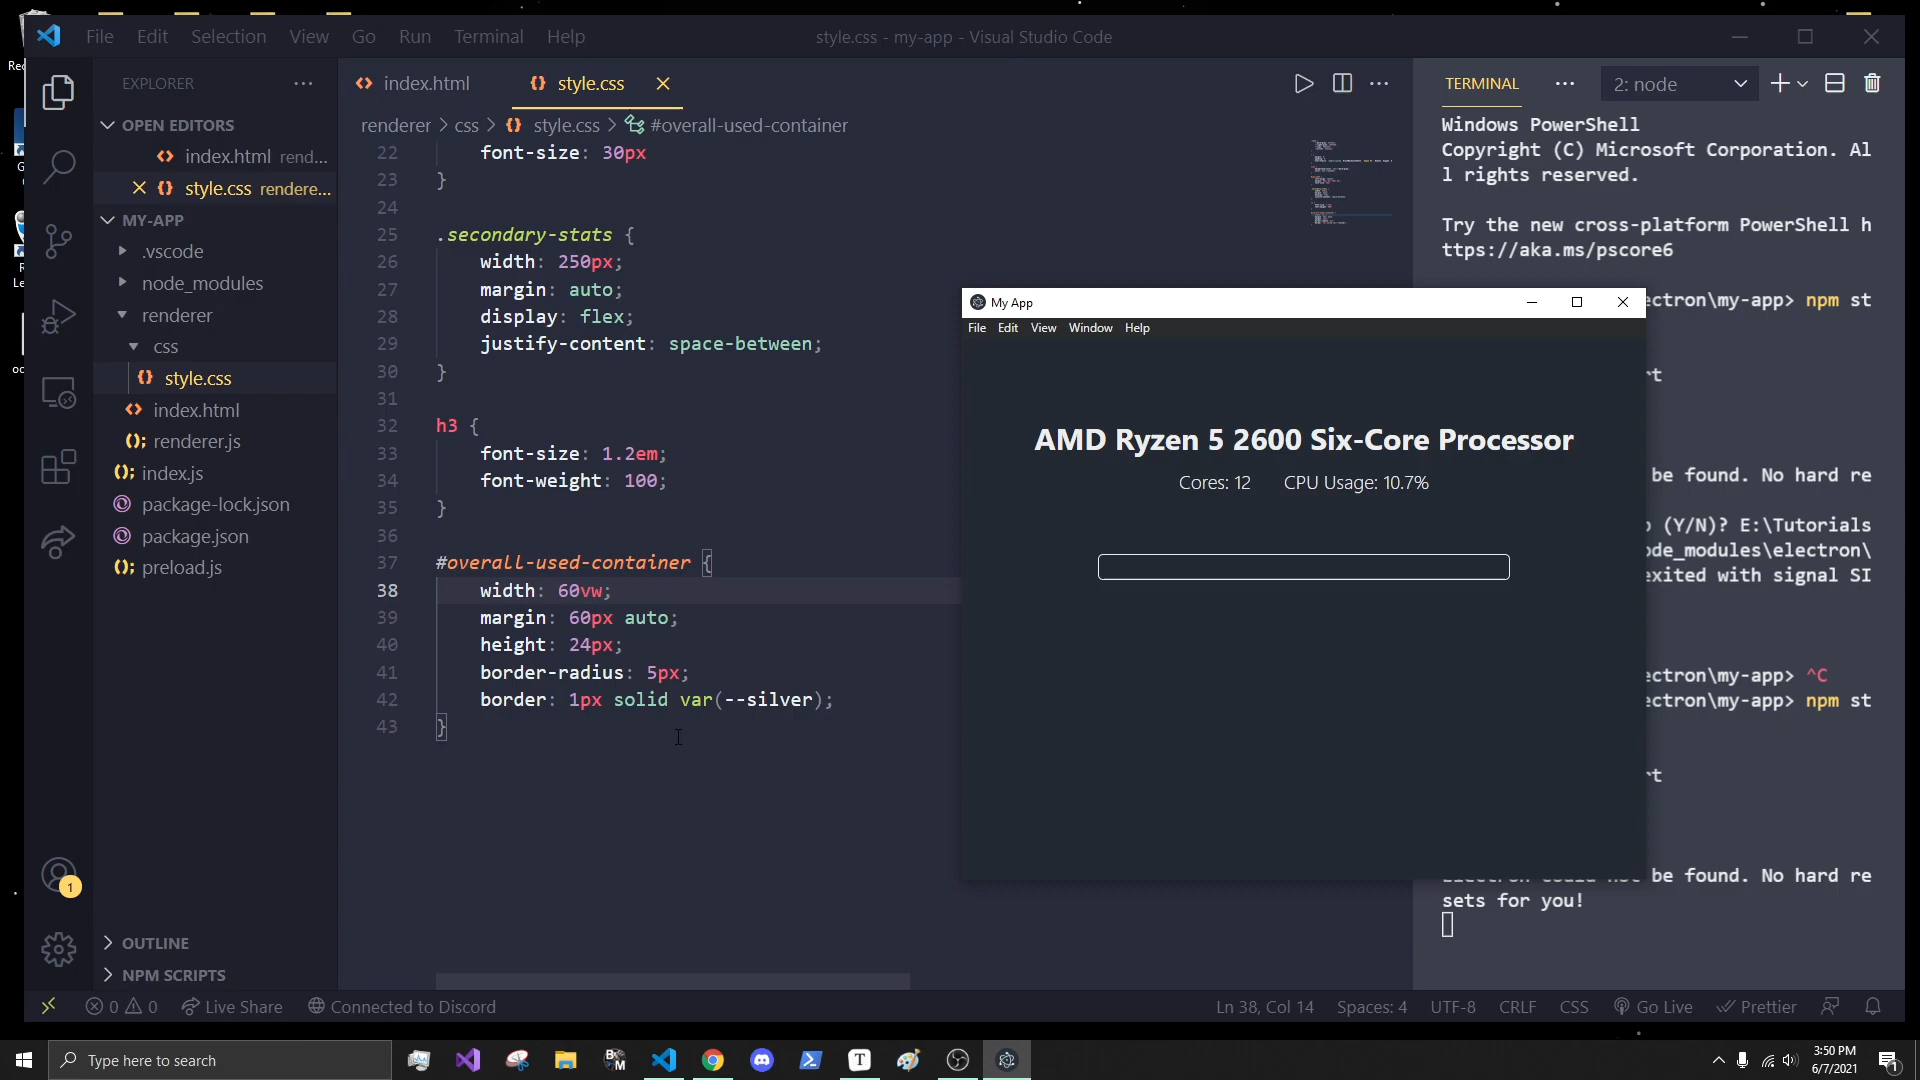 File Edit Selection View Go Run Terminal Help
style.css - my-app - Visual Studio Code
EXPLORER
OPEN EDITORS
index.html rend...
style.css rendere...
MY-APP
.vscode
node_modules
renderer
css
style.css
index.html
renderer.js
index.js
package-lock.json
package.json
preload.js
OUTLINE
NPM SCRIPTS
index.html
style.css
renderer > css > style.css > #overall-used-container
22 font-size: 30px
23 }
24
25 .secondary-stats {
26 width: 250px;
27 margin: auto;
28 display: flex;
29 justify-content: space-between;
30 }
31
32 h3 {
33 font-size: 1.2em;
34 font-weight: 100;
35 }
36
37 #overall-used-container {
38 width: 60vw;
39 margin: 60px auto;
40 height: 24px;
41 border-radius: 5px;
42 border: 1px solid var(--silver);
43 }
My App
File Edit View Window Help
AMD Ryzen 5 2600 Six-Core Processor
Cores: 12 CPU Usage: 10.7%
TERMINAL
2: node
Windows PowerShell
Copyright (C) Microsoft Corporation. Al
l rights reserved.
Try the new cross-platform PowerShell h
ttps://aka.ms/pscore6
ectron\my-app> npm st
rt
be found. No hard re
(Y/N)? E:\Tutorials
ode_modules\electron\
exited with signal SI
ectron\my-app> ^C
ectron\my-app> npm st
rt
be found. No hard re
sets for you!
0 0
Live Share
Connected to Discord
Ln 38, Col 14
Spaces: 4
UTF-8
CRLF
CSS
Go Live
Prettier
1
Type here to search
3:50 PM
6/7/2021
1